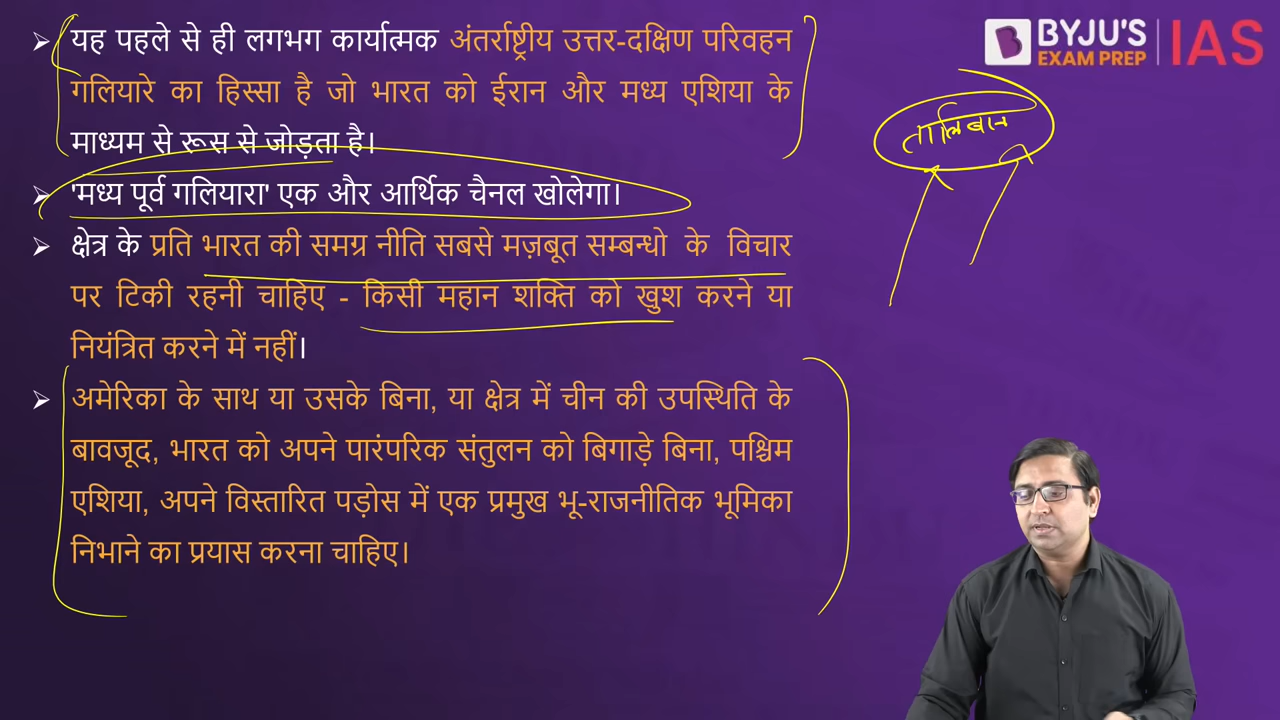 यह पहले से ही लगभग कार्यात्मक अंतर्राष्ट्रीय उत्तर-दक्षिण परिवहन
गलियारे का हिस्सा है जो भारत को ईरान और मध्य एशिया के
माध्यम से रूस से जोड़ता है।
'मध्य पूर्व गलियारा' एक और आर्थिक चैनल खोलेगा।
क्षेत्र के प्रति भारत की समग्र नीति सबसे मज़बूत सम्बन्धो के विचार
पर टिकी रहनी चाहिए - किसी महान शक्ति को खुश करने या
नियंत्रित करने में नहीं।
अमेरिका के साथ या उसके बिना, या क्षेत्र में चीन की उपस्थिति के
बावजूद, भारत को अपने पारंपरिक संतुलन को बिगाड़े बिना, पश्चिम
एशिया, अपने विस्तारित पड़ोस में एक प्रमुख भू-राजनीतिक भूमिका
निभाने का प्रयास करना चाहिए।
BYJU'S
EXAM PREP
IAS
तालिबान